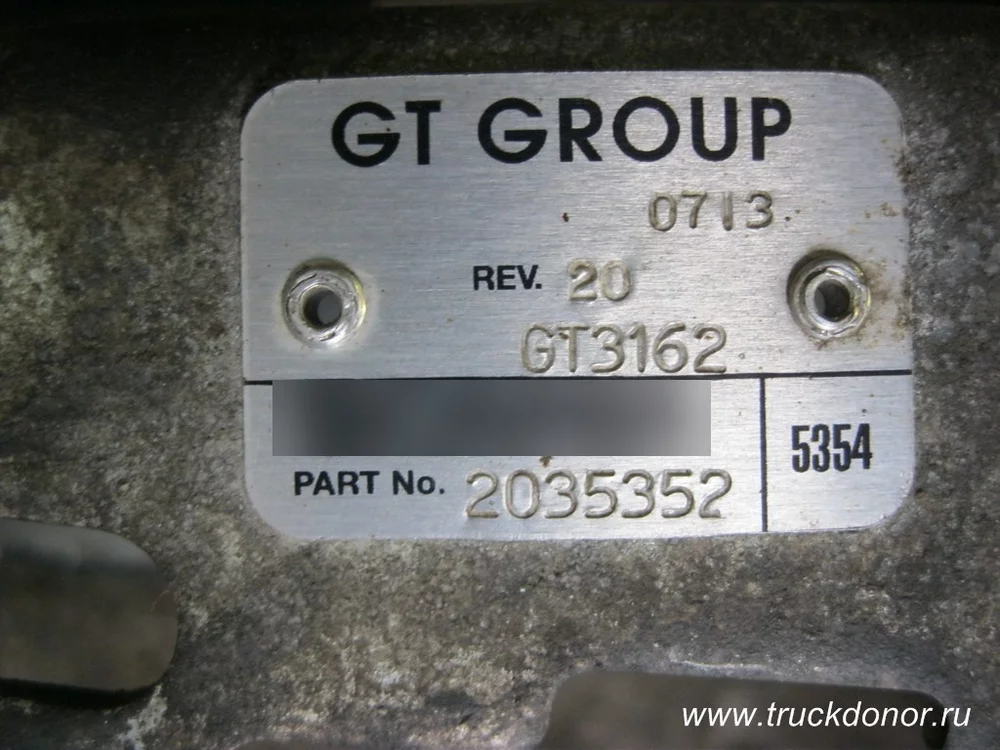 GT GROUP
0713
REV. 20
GT3162
5354
PART No. 2035352
www.truckdonor.ru